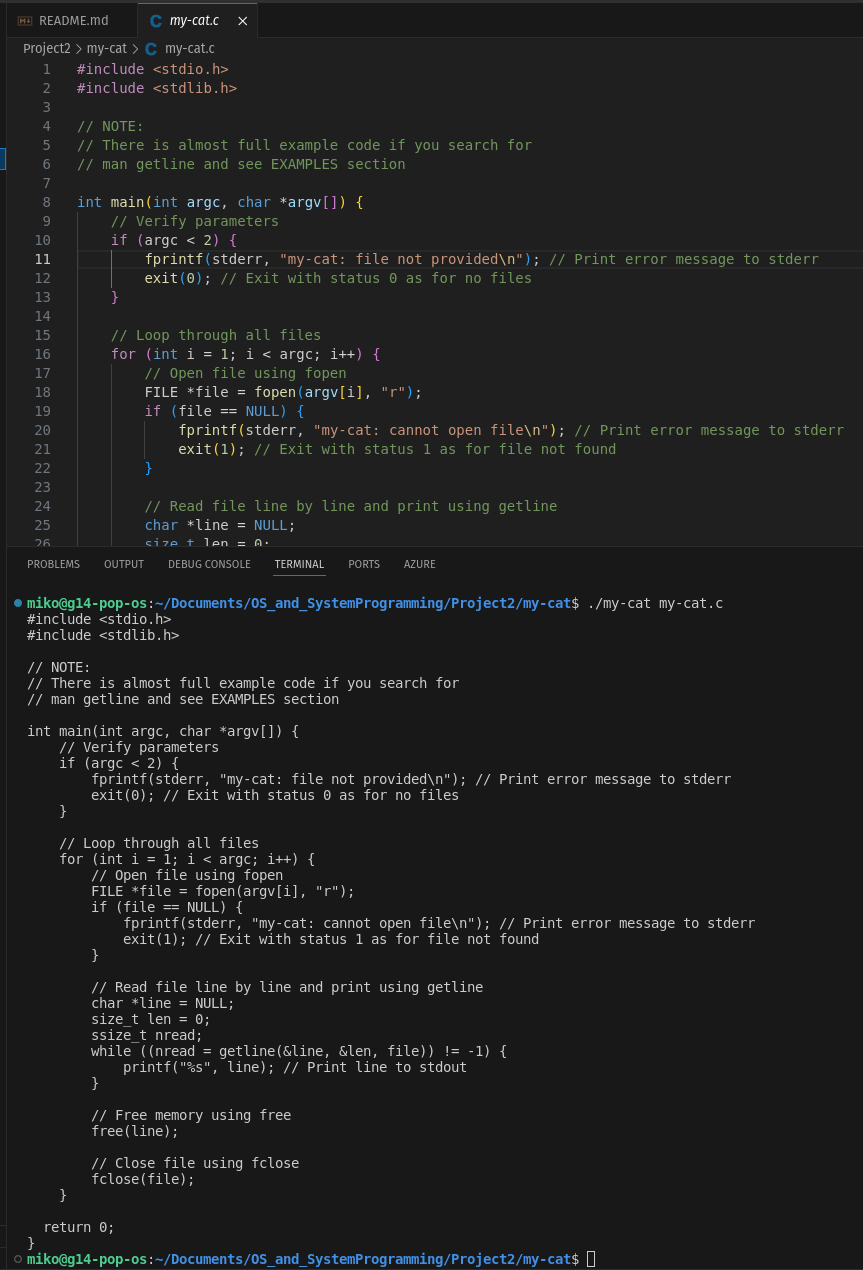 README.md
C my-cat.c ×
Project2 > my-cat > C my-cat.c
1 #include <stdio.h>
2 #include <stdlib.h>
3
4 // NOTE:
5 // There is almost full example code if you search for
6 // man getline and see EXAMPLES section
7
8 int main(int argc, char *argv[]) {
9     // Verify parameters
10     if (argc < 2) {
11         fprintf(stderr, "my-cat: file not provided\n"); // Print error message to stderr
12         exit(0); // Exit with status 0 as for no files
13     }
14
15     // Loop through all files
16     for (int i = 1; i < argc; i++) {
17         // Open file using fopen
18         FILE *file = fopen(argv[i], "r");
19         if (file == NULL) {
20             fprintf(stderr, "my-cat: cannot open file\n"); // Print error message to stderr
21             exit(1); // Exit with status 1 as for file not found
22         }
23
24         // Read file line by line and print using getline
25         char *line = NULL;
26         size_t len = 0;
PROBLEMS OUTPUT DEBUG CONSOLE TERMINAL PORTS AZURE
miko@g14-pop-os:~/Documents/OS_and_SystemProgramming/Project2/my-cat$ ./my-cat my-cat.c
#include <stdio.h>
#include <stdlib.h>

// NOTE:
// There is almost full example code if you search for
// man getline and see EXAMPLES section

int main(int argc, char *argv[]) {
    // Verify parameters
    if (argc < 2) {
        fprintf(stderr, "my-cat: file not provided\n"); // Print error message to stderr
        exit(0); // Exit with status 0 as for no files
    }

    // Loop through all files
    for (int i = 1; i < argc; i++) {
        // Open file using fopen
        FILE *file = fopen(argv[i], "r");
        if (file == NULL) {
            fprintf(stderr, "my-cat: cannot open file\n"); // Print error message to stderr
            exit(1); // Exit with status 1 as for file not found
        }

        // Read file line by line and print using getline
        char *line = NULL;
        size_t len = 0;
        ssize_t nread;
        while ((nread = getline(&line, &len, file)) != -1) {
            printf("%s", line); // Print line to stdout
        }

        // Free memory using free
        free(line);

        // Close file using fclose
        fclose(file);
    }

  return 0;
}
miko@g14-pop-os:~/Documents/OS_and_SystemProgramming/Project2/my-cat$